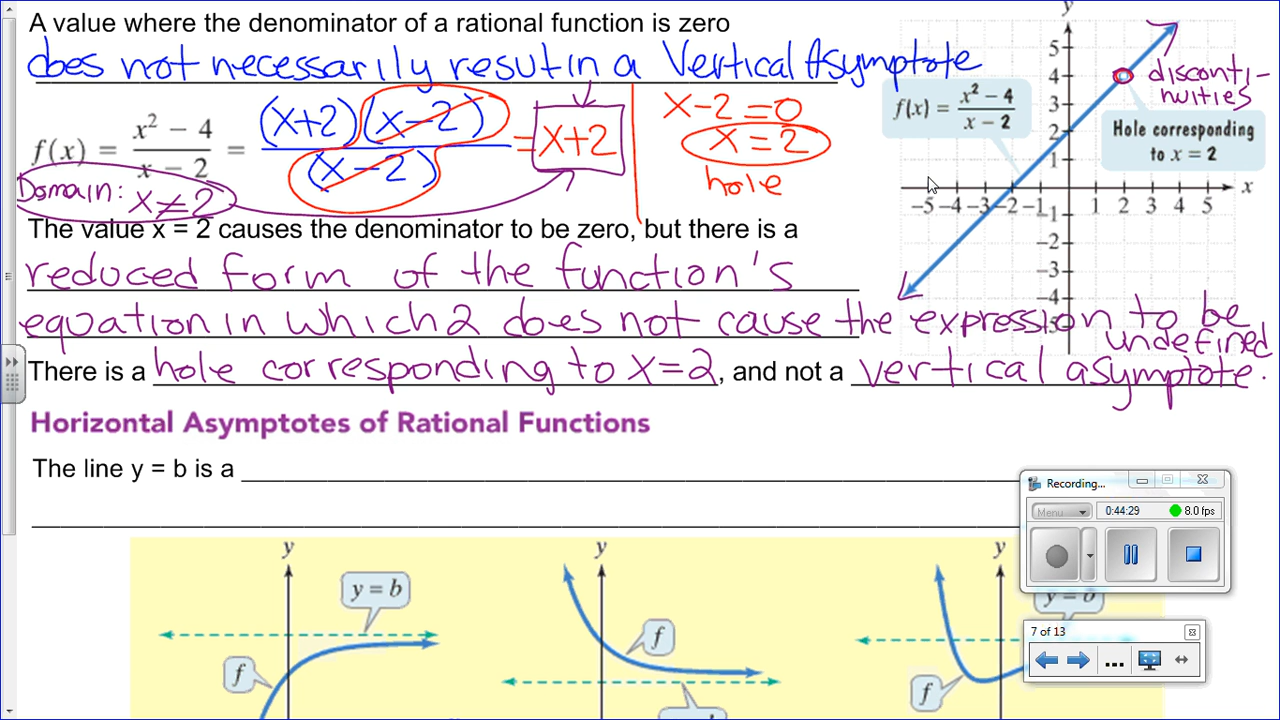 A value where the denominator of a rational function is zero
does not necessarily result in a Vertical Asymptote
f(x) = x² − 4 / x − 2 = (x+2)(x−2) / (x−2) = x+2
Domain: x ≠ 2
x−2=0
x=2
hole
y
disconti-
nuities
f(x) = x² − 4 / x − 2
Hole corresponding
to x = 2
5
4
3
2
1
x
−5 −4 −3 −2 −1 1 2 3 4 5
−1
−2
−3
−4
The value x = 2 causes the denominator to be zero, but there is a
reduced form of the function's
equation in which 2 does not cause the expression to be
undefined
There is a hole corresponding to x=2, and not a vertical asymptote.
Horizontal Asymptotes of Rational Functions
The line y = b is a
Recording...
Menu 0:44:29 8.0 fps
y
y = b
f
y
f
y
y = b
f
7 of 13